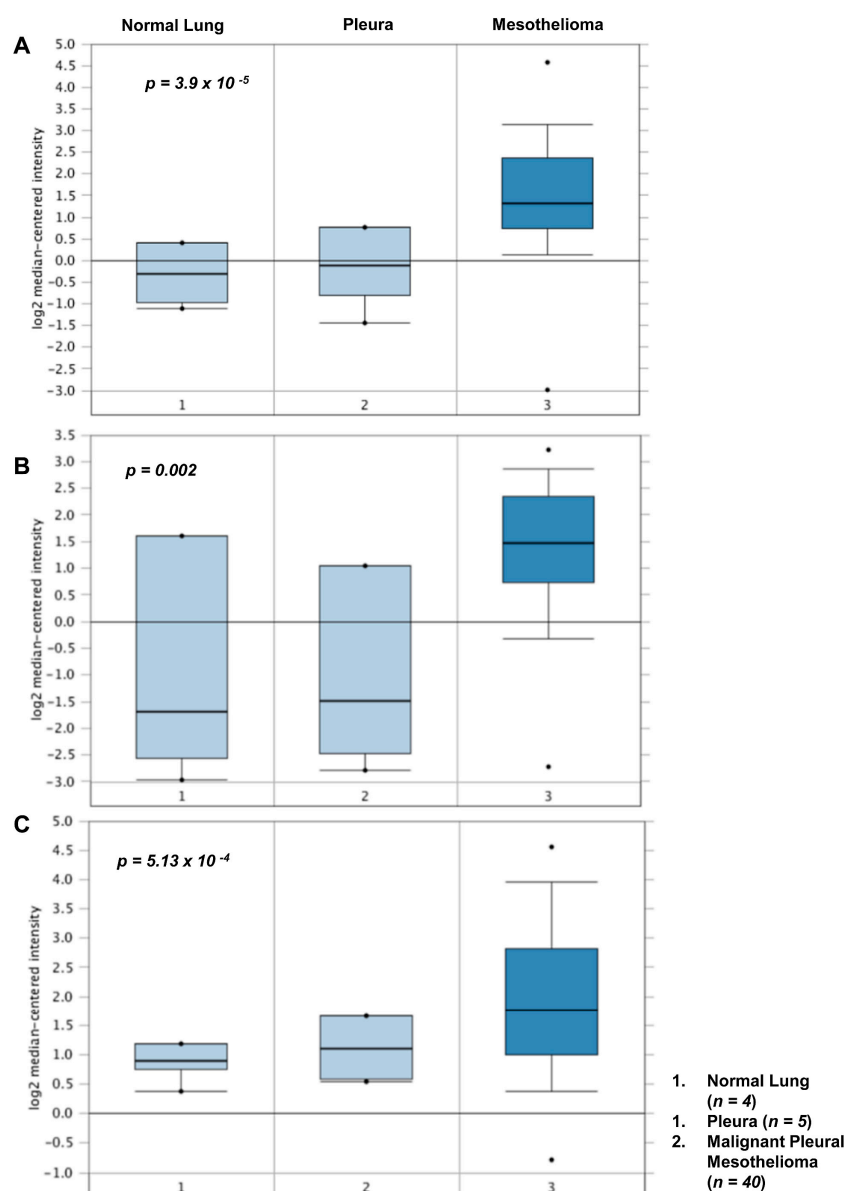 Normal Lung Pleura Mesothelioma
A
5.0
4.5
4.0
3.5
3.0
2.5
2.0
1.5
1.0
0.5
0.0
−0.5
−1.0
−1.5
−2.0
−2.5
−3.0
log2 median-centered intensity
p = 3.9 x 10 -5
1 2 3
B
3.5
3.0
2.5
2.0
1.5
1.0
0.5
0.0
−0.5
−1.0
−1.5
−2.0
−2.5
−3.0
log2 median-centered intensity
p = 0.002
1 2 3
C
5.0
4.5
4.0
3.5
3.0
2.5
2.0
1.5
1.0
0.5
0.0
−0.5
−1.0
log2 median-centered intensity
p = 5.13 x 10 -4
1 2 3
1. Normal Lung
(n = 4)
1. Pleura (n = 5)
2. Malignant Pleural
Mesothelioma
(n = 40)